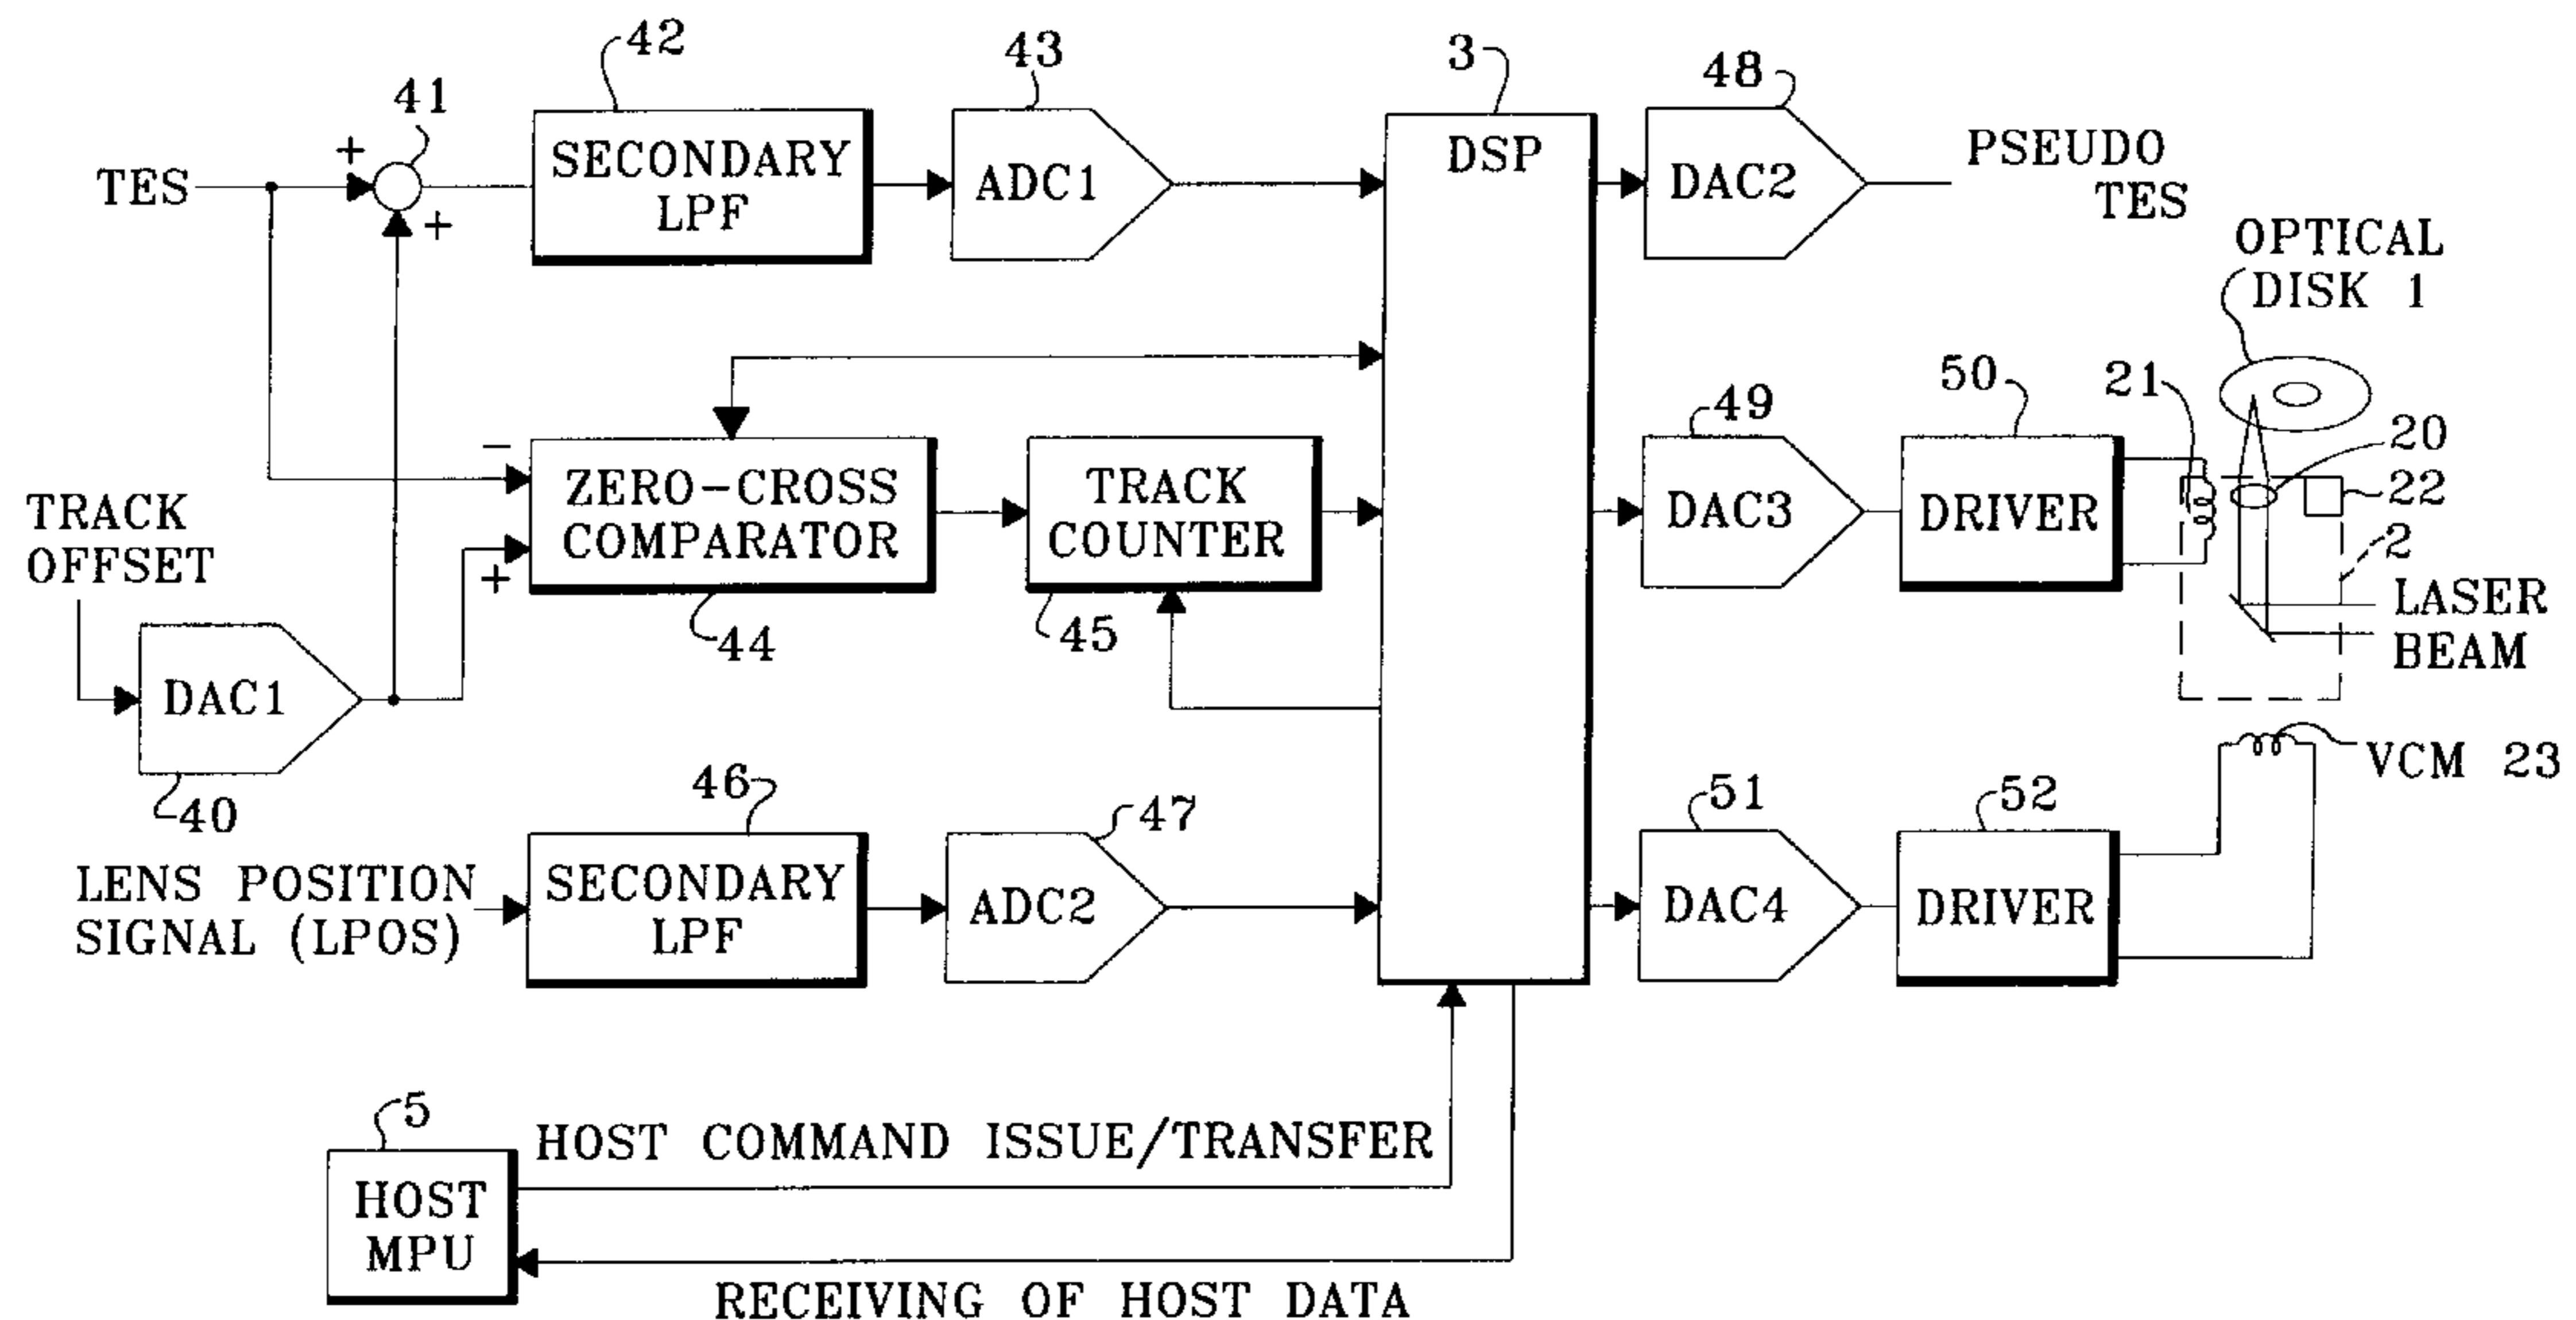 42
43
3
48
41
+
SECONDARY
LPF
ADC1
DSP
DAC2
PSEUDO
TES
TES
+
OPTICAL
DISK 1
49
50
21
20
22
2
−
ZERO-CROSS
COMPARATOR
TRACK
COUNTER
DAC3
DRIVER
TRACK
OFFSET
+
44
45
LASER
BEAM
DAC1
40
VCM 23
46
47
51
52
LENS POSITION
SIGNAL (LPOS)
SECONDARY
LPF
ADC2
DAC4
DRIVER
5
HOST COMMAND ISSUE/TRANSFER
HOST
MPU
RECEIVING OF HOST DATA